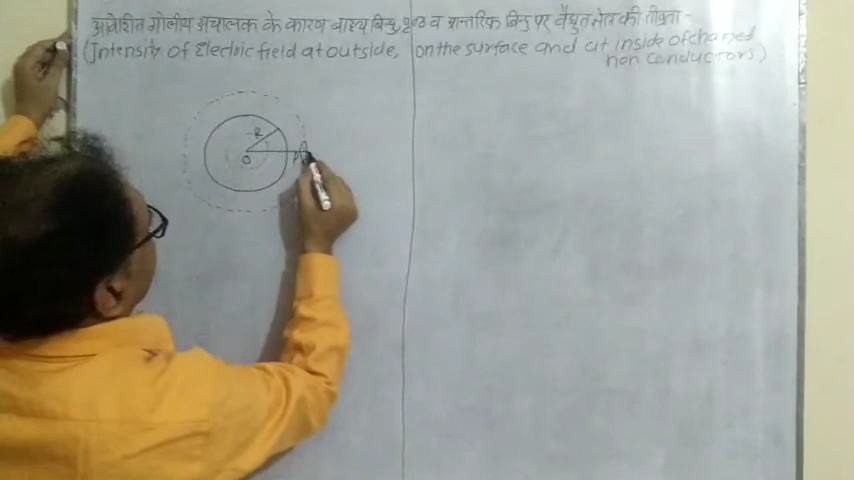 आवेशित गोलीय अचालक के कारण बाह्य बिन्दु, पृष्ठ व आन्तरिक बिन्दु पर वैद्युत क्षेत्र की तीव्रता -
(Intensity of Electric field at outside, on the surface and at inside of charged
non conductors)
R
O
P